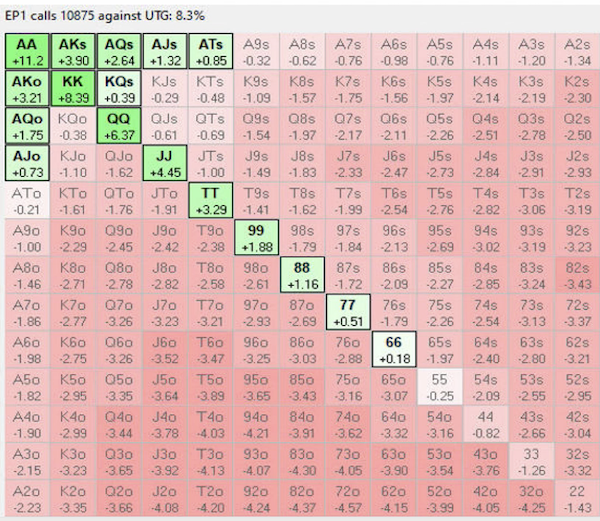 EP1 calls 10875 against UTG: 8.3%
AA AKs AQs AJs ATs A9s A8s A7s A6s A5s A4s A3s A2s
+11.2 +3.90 +2.64 +1.32 +0.85 -0.32 -0.62 -0.76 -0.98 -0.76 -1.11 -1.20 -1.34
AKo KK KQs KJs KTs K9s K8s K7s K6s K5s K4s K3s K2s
+3.21 +8.39 +0.39 -0.29 -0.48 -1.09 -1.57 -1.75 -1.56 -1.97 -2.14 -2.19 -2.30
AQo KQo QQ QJs QTs Q9s Q8s Q7s Q6s Q5s Q4s Q3s Q2s
+1.75 -0.38 +6.37 -0.61 -0.69 -1.54 -1.97 -2.17 -2.11 -2.26 -2.51 -2.78 -2.50
AJo KJo QJo JJ JTs J9s J8s J7s J6s J5s J4s J3s J2s
+0.73 -1.10 -1.62 +4.45 -1.00 -1.49 -1.83 -2.33 -2.47 -2.73 -2.84 -2.91 -2.93
ATo KTo QTo JTo TT T9s T8s T7s T6s T5s T4s T3s T2s
-0.21 -1.61 -1.76 -1.91 +3.29 -1.41 -1.62 -1.99 -2.54 -2.76 -2.82 -3.06 -3.19
A9o K9o Q9o J9o T9o 99 98s 97s 96s 95s 94s 93s 92s
-1.00 -2.29 -2.45 -2.42 -2.38 +1.88 -1.79 -1.84 -2.13 -2.69 -3.02 -3.19 -3.23
A8o K8o Q8o J8o T8o 98o 88 87s 86s 85s 84s 83s 82s
-1.46 -2.71 -2.78 -2.82 -2.58 -2.61 +1.16 -1.72 -2.09 -2.27 -2.85 -3.24 -3.43
A7o K7o Q7o J7o T7o 97o 87o 77 76s 75s 74s 73s 72s
-1.86 -2.77 -3.26 -3.23 -3.21 -2.93 -2.69 +0.51 -1.79 -2.26 -2.54 -3.13 -3.37
A6o K6o Q6o J6o T6o 96o 86o 76o 66 65s 64s 63s 62s
-1.98 -2.75 -3.26 -3.52 -3.47 -3.25 -3.03 -2.88 +0.18 -1.97 -2.40 -2.80 -3.21
A5o K5o Q5o J5o T5o 95o 85o 75o 65o 55 54s 53s 52s
-1.82 -2.95 -3.35 -3.64 -3.89 -3.65 -3.43 -3.16 -3.07 -0.25 -2.09 -2.55 -2.95
A4o K4o Q4o J4o T4o 94o 84o 74o 64o 54o 44 43s 42s
-1.90 -2.99 -3.44 -3.78 -4.03 -4.21 -3.91 -3.62 -3.32 -3.16 -0.82 -2.66 -3.04
A3o K3o Q3o J3o T3o 93o 83o 73o 63o 53o 43o 33 32s
-2.15 -3.23 -3.65 -3.92 -4.13 -4.07 -4.30 -4.05 -3.90 -3.54 -3.76 -1.26 -3.32
A2o K2o Q2o J2o T2o 92o 82o 72o 62o 52o 42o 32o 22
-2.23 -3.35 -3.66 -4.08 -4.20 -4.24 -4.37 -4.57 -4.15 -3.99 -4.05 -4.25 -1.43